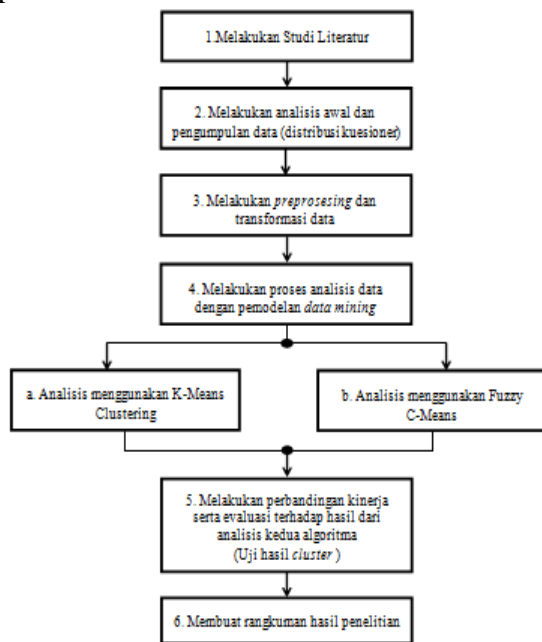 1.Melakukan Studi Literatur
2. Melakukan analisis awal dan
pengumpulan data (distribusi kuesioner)
3. Melakukan preprosesing dan
transformasi data
4. Melakukan proses analisis data
dengan pemodelan data mining
a. Analisis menggunakan K-Means
Clustering
b. Analisis menggunakan Fuzzy
C-Means
5. Melakukan perbandingan kinerja
serta evaluasi terhadap hasil dari
analisis kedua algoritma
(Uji hasil cluster )
6. Membuat rangkuman hasil penelitian